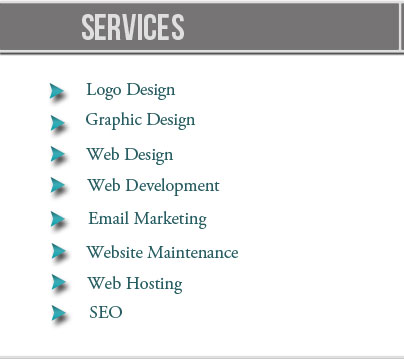 SERVICES
Logo Design
Graphic Design
Web Design
Web Development
Email Marketing
Website Maintenance
Web Hosting
SEO